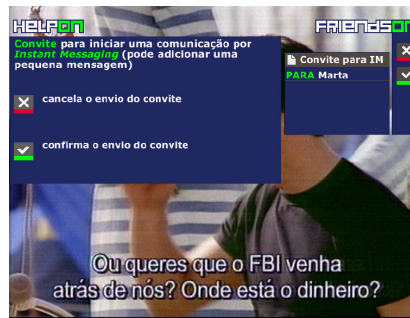 HELPON
FRIENDSON
Convite para iniciar uma comunicação por
Instant Messaging (pode adicionar uma
pequena mensagem)
Convite para IM
PARA Marta
cancela o envio do convite
confirma o envio do convite
Ou queres que o FBI venha
atrás de nós? Onde está o dinheiro?